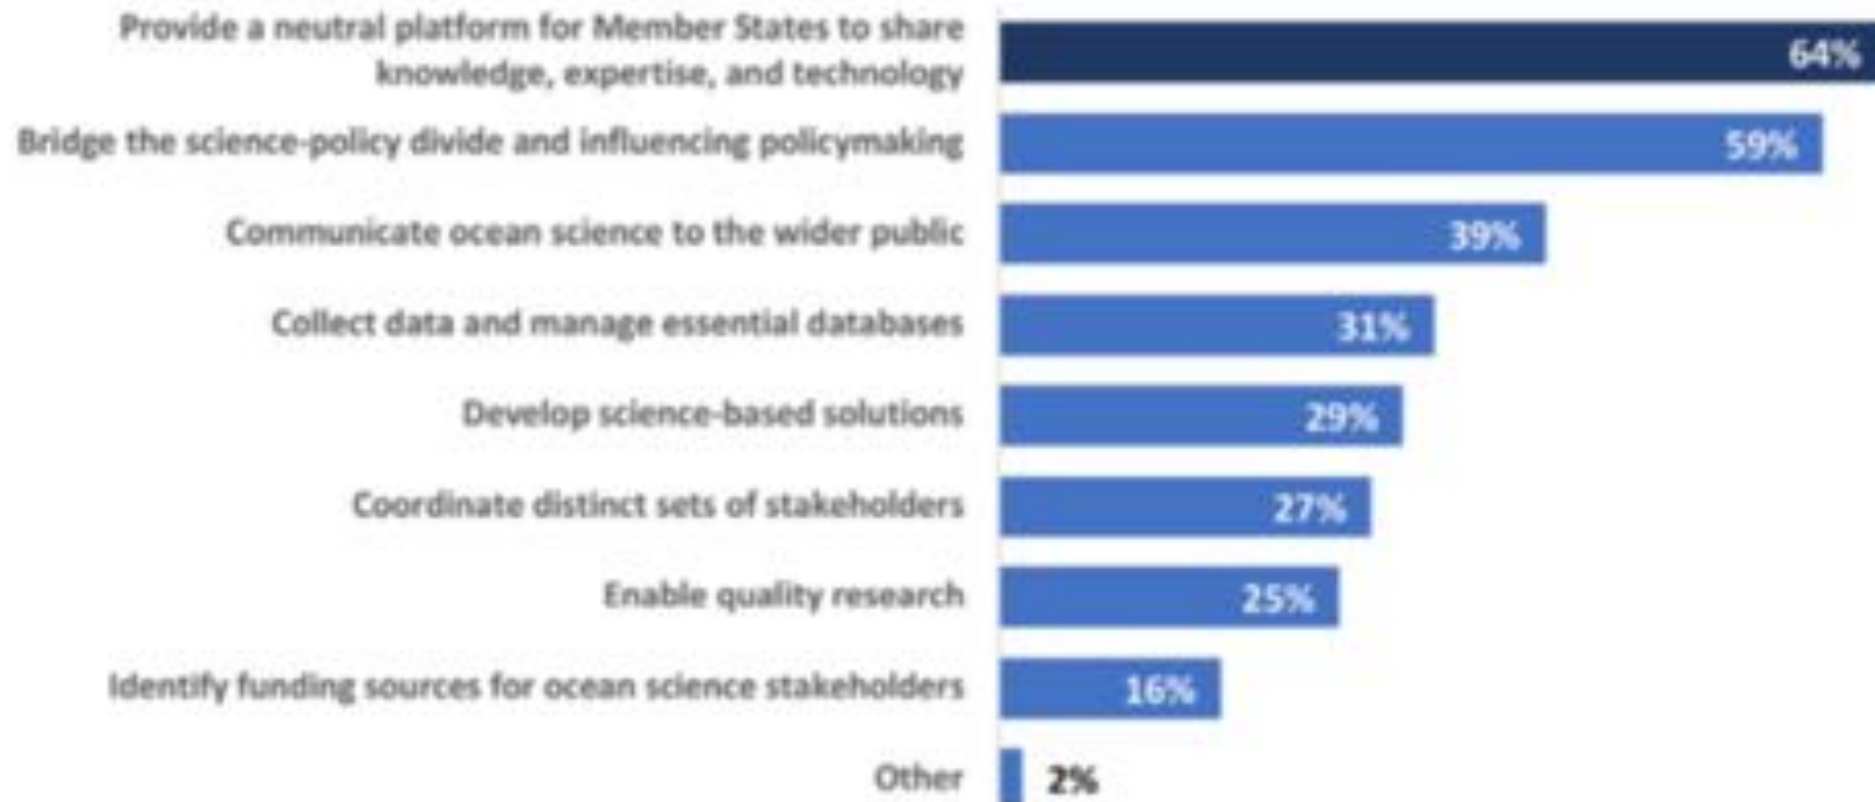 Provide a neutral platform for Member States to share
knowledge, expertise, and technology
64%
Bridge the science-policy divide and influencing policymaking
59%
Communicate ocean science to the wider public
39%
Collect data and manage essential databases
31%
Develop science-based solutions
29%
Coordinate distinct sets of stakeholders
27%
Enable quality research
25%
Identify funding sources for ocean science stakeholders
16%
Other
2%